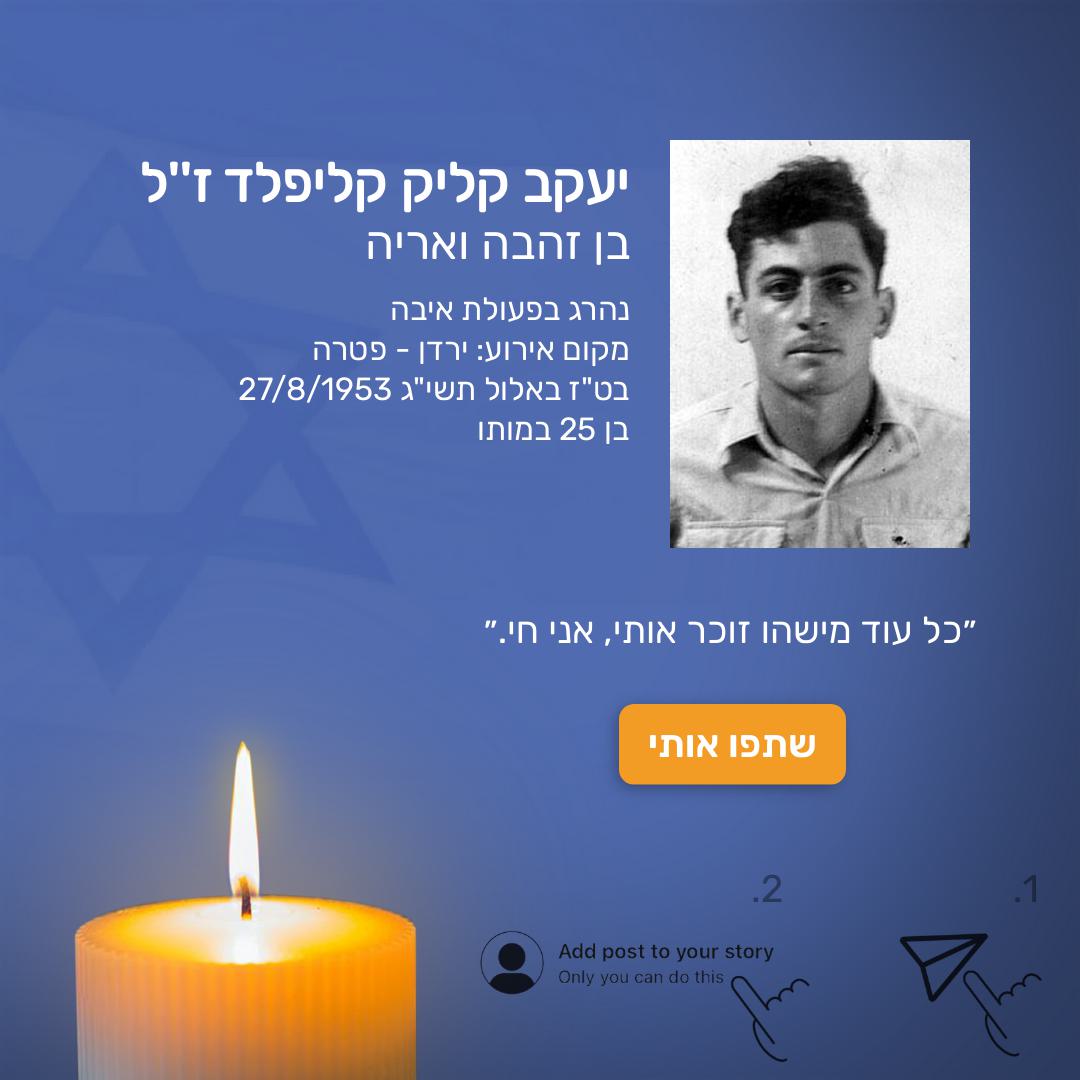 יעקב קליק קליפלד ז"ל
בן זהבה ואריה
נהרג בפעולת איבה
מקום אירוע: ירדן - פטרה
בט"ז באלול תשי"ג 27/8/1953
בן 25 במותו
"כל עוד מישהו זוכר אותי, אני חי."
שתפו אותי
1.
2.
Add post to your story
Only you can do this